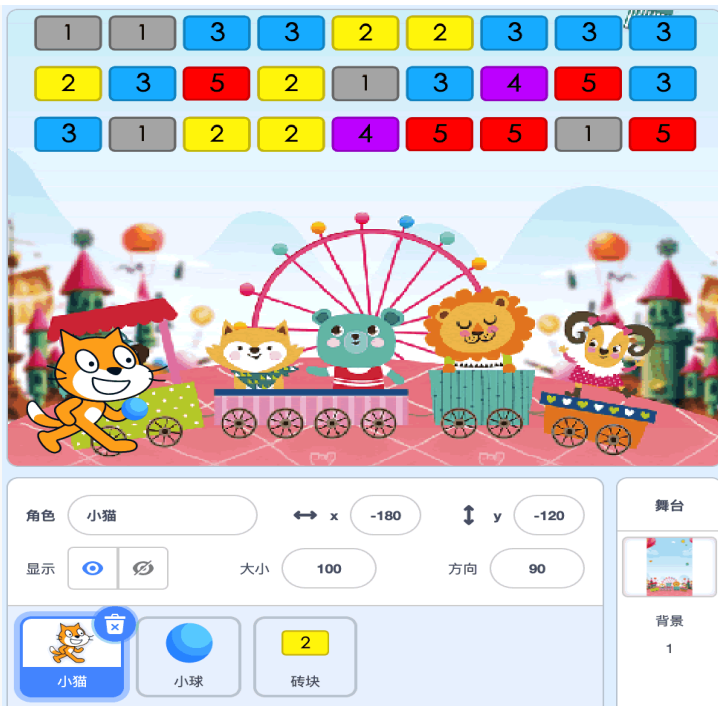 1 1 3 3 2 2 3 3 3
2 3 5 2 1 3 4 5 3
3 1 2 2 4 5 5 1 5
角色 小猫 x -180 y -120
舞台
显示 大小 100 方向 90
背景
1
2
小猫 小球 砖块